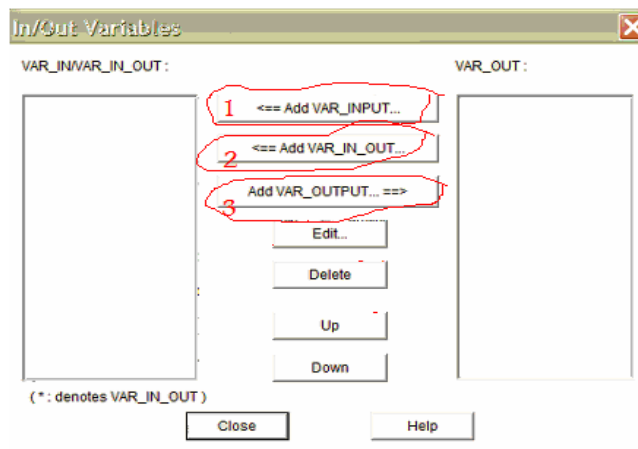 In/Out Variables
VAR_IN/VAR_IN_OUT :
VAR_OUT :
1 <== Add VAR_INPUT...
2 <== Add VAR_IN_OUT...
3 Add VAR_OUTPUT... ==>
Edit...
Delete
Up
Down
( * : denotes VAR_IN_OUT )
Close
Help